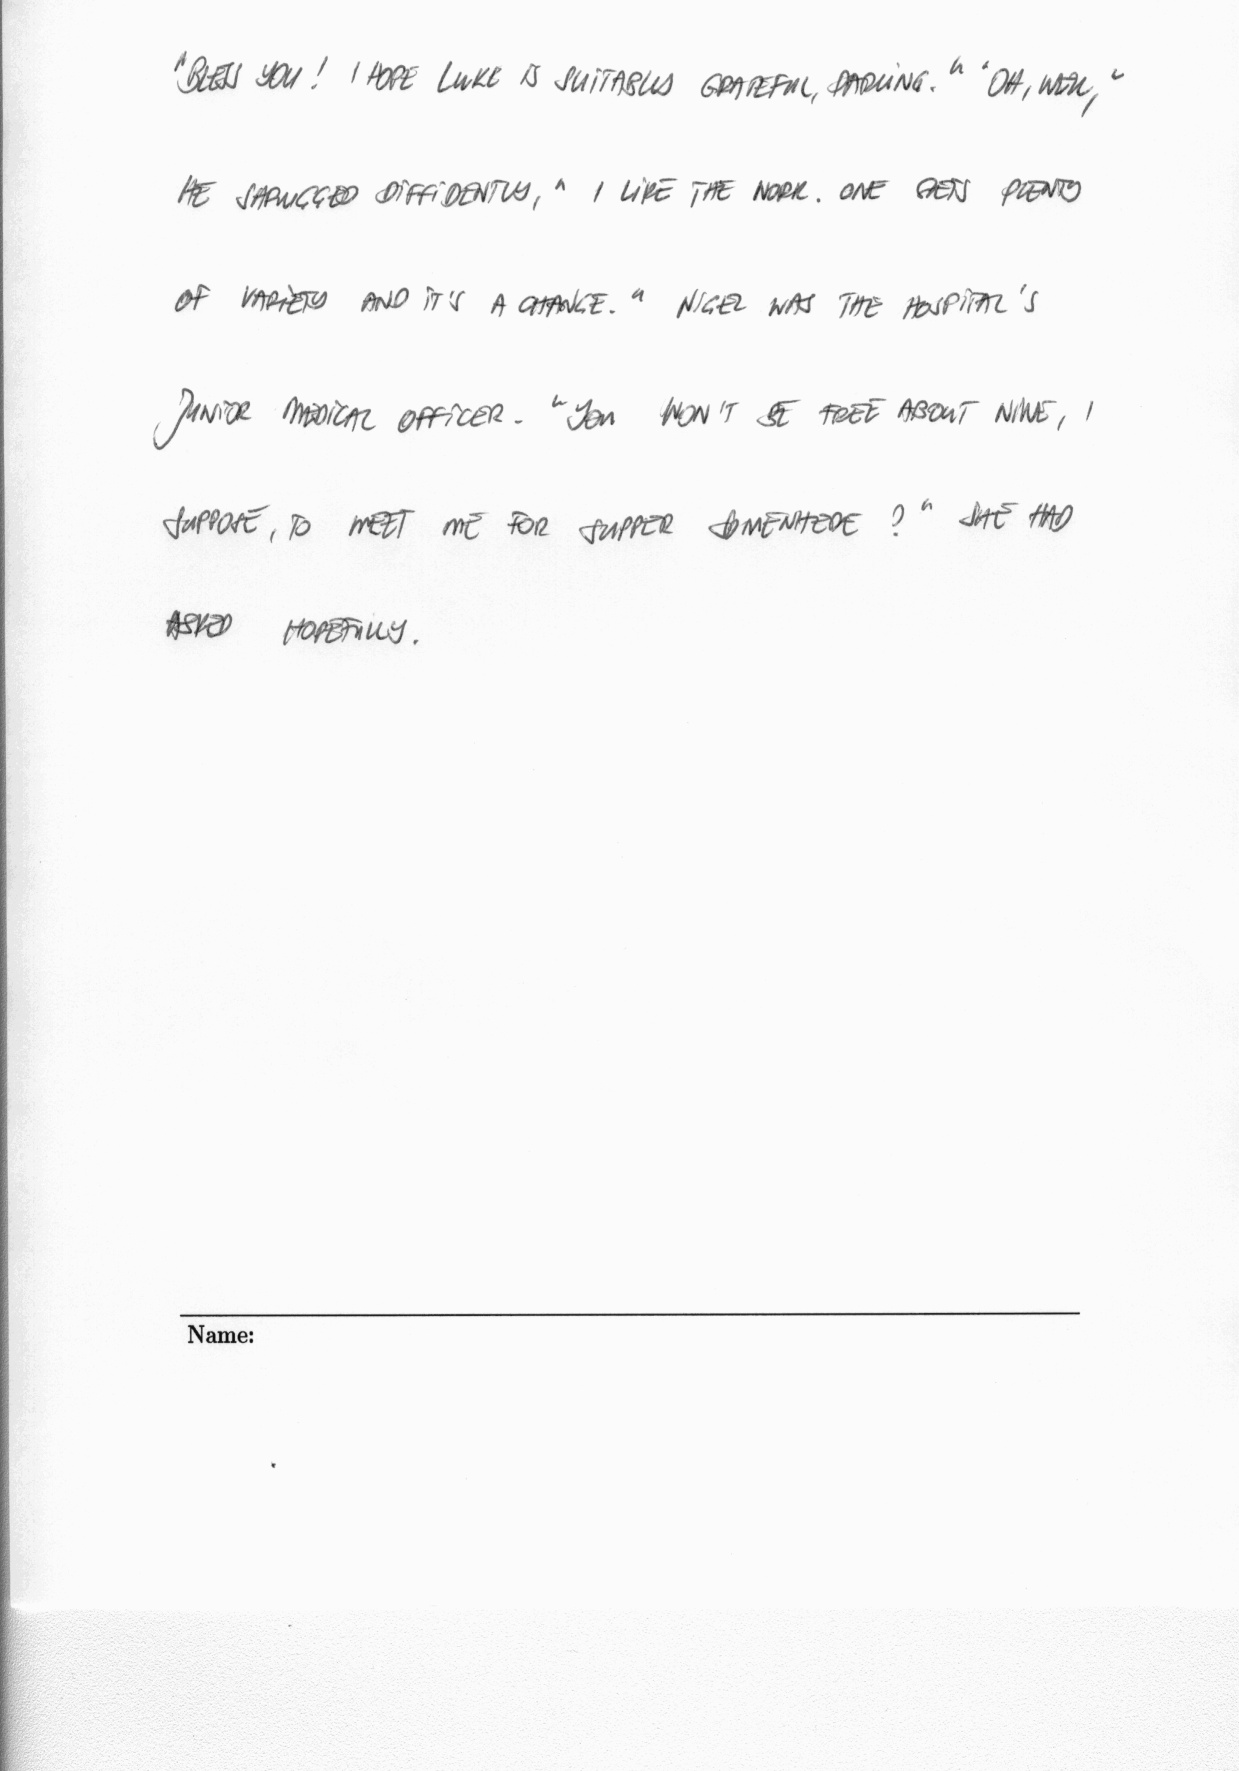 "BLESS YOU! I HOPE LUKE IS SUITABLY GRATEFUL, DARLING." "OH, WELL,"
HE SHRUGGED DIFFIDENTLY, " I LIKE THE WORK. ONE GETS PLENTY
OF VARIETY AND IT'S A CHANGE." NIGEL WAS THE HOSPITAL'S
JUNIOR MEDICAL OFFICER. "YOU WON'T BE FREE ABOUT NINE, I
SUPPOSE, TO MEET ME FOR SUPPER SOMEWHERE?" SHE HAD
ASKED HOPEFULLY.
Name: